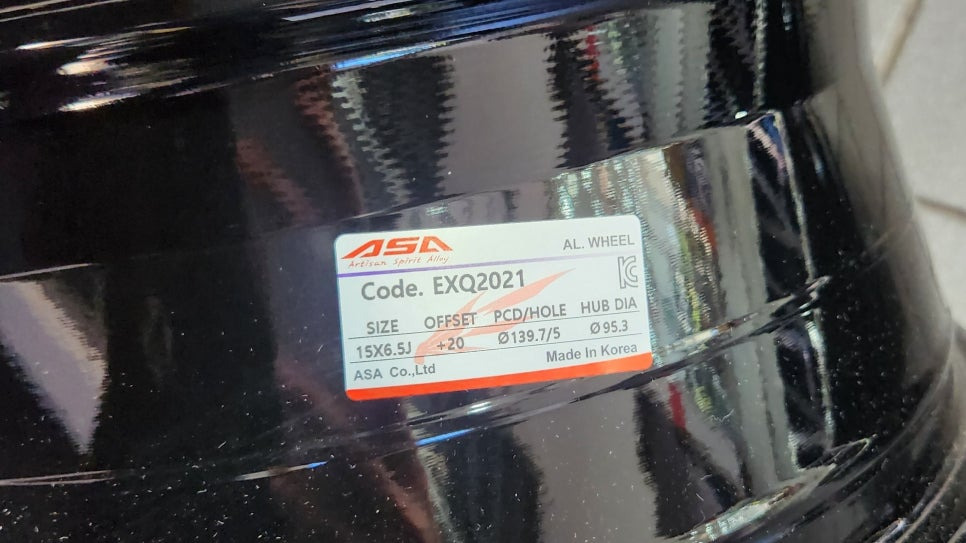 ASA
AL. WHEEL
Artisan Spirit Alloy
Code. EXQ2021
SIZE OFFSET PCD/HOLE HUB DIA
15X6.5J +20 Ø139.7/5 Ø95.3
ASA Co.,Ltd Made In Korea